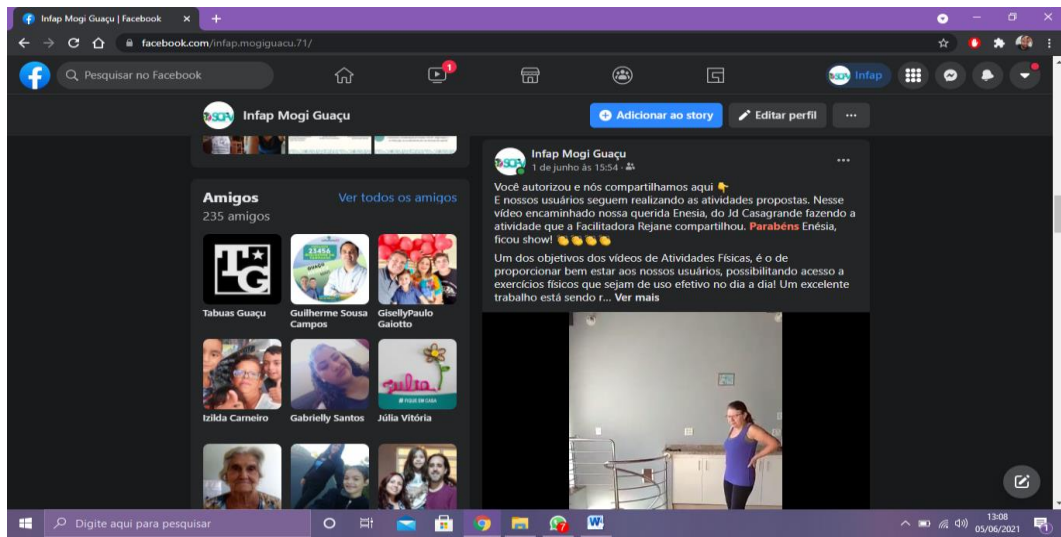 Infap Mogi Guaçu | Facebook
facebook.com/infap.mogiguacu.71/
Pesquisar no Facebook
1
Infap
Infap Mogi Guaçu
Adicionar ao story
Editar perfil
Amigos
Ver todos os amigos
235 amigos
Tabuas Guaçu
Guilherme Sousa Campos
GisellyPaulo Gaiotto
Izilda Carneiro
Gabrielly Santos
Júlia Vitória
Infap Mogi Guaçu
1 de junho às 15:54
Você autorizou e nós compartilhamos aqui
E nossos usuários seguem realizando as atividades propostas. Nesse
vídeo encaminhado nossa querida Enesia, do Jd Casagrande fazendo a
atividade que a Facilitadora Rejane compartilhou. Parabéns Enésia,
ficou show!
Um dos objetivos dos vídeos de Atividades Físicas, é o de
proporcionar bem estar aos nossos usuários, possibilitando acesso a
exercícios físicos que sejam de uso efetivo no dia a dia! Um excelente
trabalho está sendo r... Ver mais
Digite aqui para pesquisar
13:08
05/06/2021